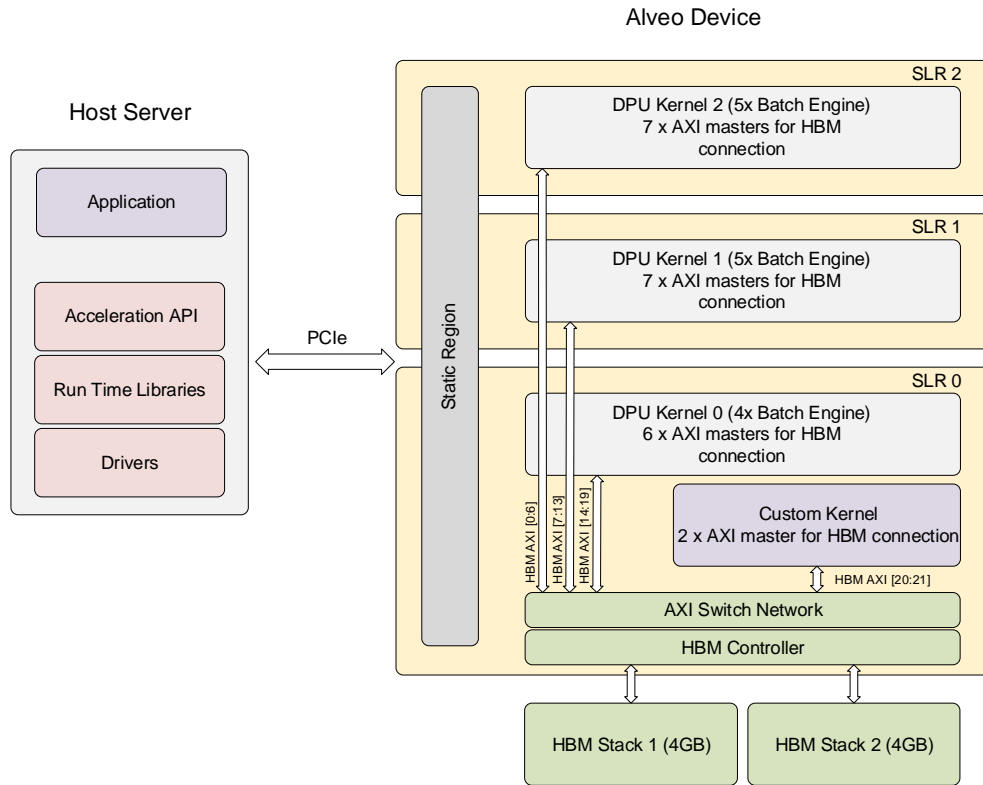 Alveo Device
Host Server
Application
Acceleration API
Run Time Libraries
Drivers
PCIe
Static Region
SLR 2
DPU Kernel 2 (5x Batch Engine)
7 x AXI masters for HBM
connection
SLR 1
DPU Kernel 1 (5x Batch Engine)
7 x AXI masters for HBM
connection
SLR 0
DPU Kernel 0 (4x Batch Engine)
6 x AXI masters for HBM
connection
HBM AXI [0:6]
HBM AXI [7:13]
HBM AXI [14:19]
Custom Kernel
2 x AXI master for HBM connection
HBM AXI [20:21]
AXI Switch Network
HBM Controller
HBM Stack 1 (4GB)
HBM Stack 2 (4GB)